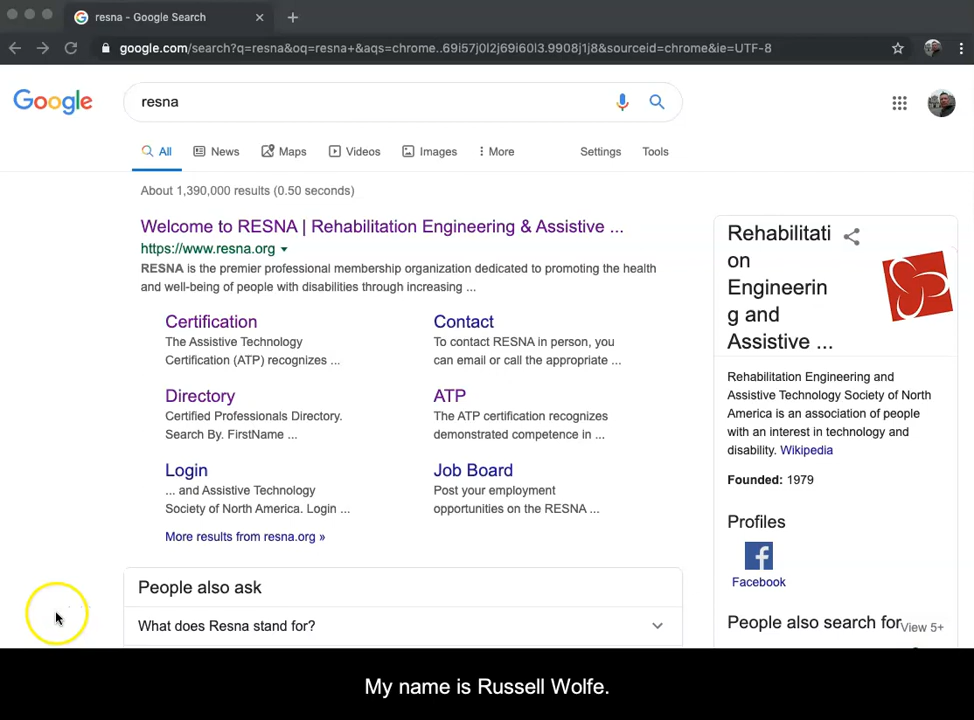 resna - Google Search
google.com/search?q=resna&oq=resna+&aqs=chrome..69i57j0l2j69i60l3.9908j1j8&sourceid=chrome&ie=UTF-8
Google
resna
All
News
Maps
Videos
Images
More
Settings
Tools
About 1,390,000 results (0.50 seconds)
Welcome to RESNA | Rehabilitation Engineering & Assistive ...
https://www.resna.org
RESNA is the premier professional membership organization dedicated to promoting the health
and well-being of people with disabilities through increasing ...
Certification
The Assistive Technology
Certification (ATP) recognizes ...
Contact
To contact RESNA in person, you
can email or call the appropriate ...
Directory
Certified Professionals Directory.
Search By. FirstName ...
ATP
The ATP certification recognizes
demonstrated competence in ...
Login
... and Assistive Technology
Society of North America. Login ...
Job Board
Post your employment
opportunities on the RESNA ...
More results from resna.org »
People also ask
What does Resna stand for?
Rehabilitati
on
Engineerin
g and
Assistive ...
Rehabilitation Engineering and
Assistive Technology Society of North
America is an association of people
with an interest in technology and
disability. Wikipedia
Founded: 1979
Profiles
Facebook
People also search for
View 5+
My name is Russell Wolfe.